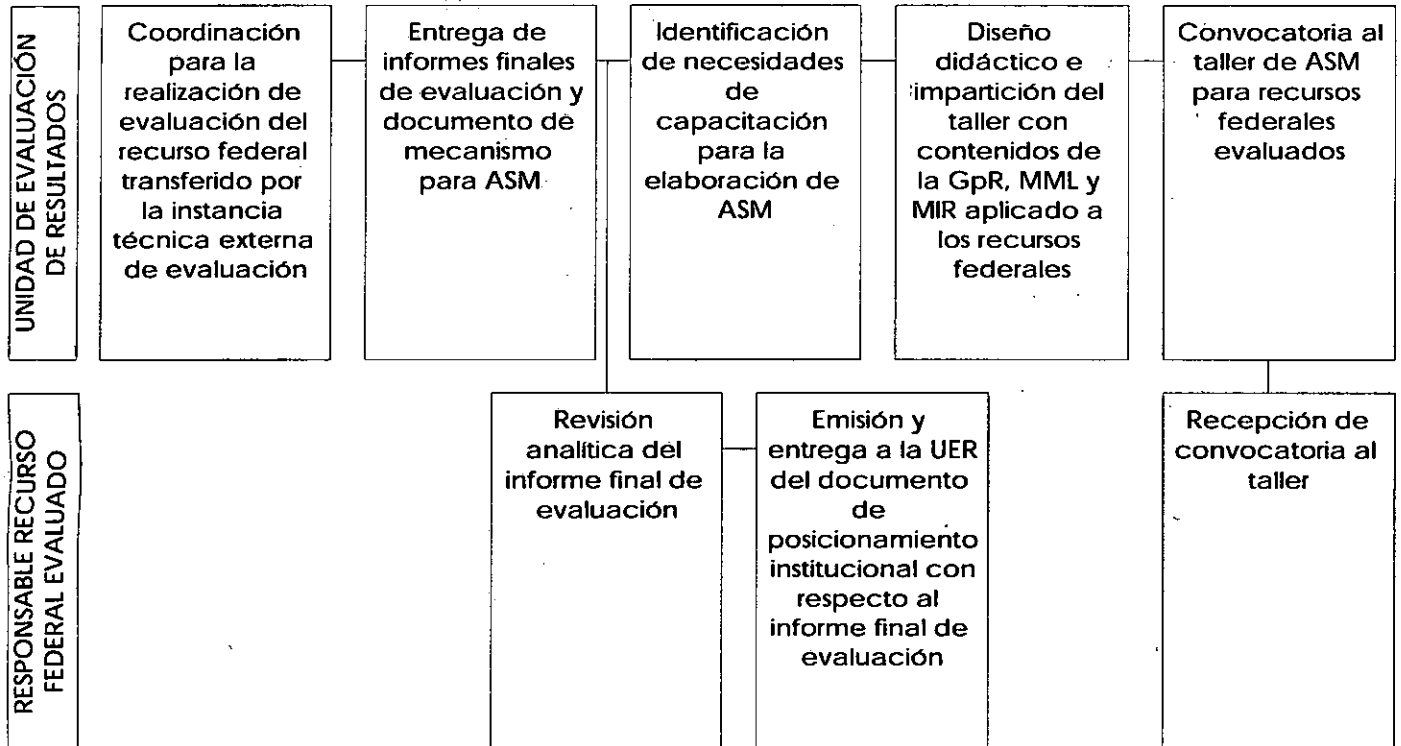 UNIDAD DE EVALUACIÓN
DE RESULTADOS
Coordinación
para la
realización de
evaluación del
recurso federal
transferido por
la instancia
técnica externa
de evaluación
Entrega de
informes finales
de evaluación y
documento de
mecanismo
para ASM
Identificación
de necesidades
de
capacitación
para la
elaboración de
ASM
Diseño
didáctico e
impartición del
taller con
contenidos de
la GpR, MML y
MIR aplicado a
los recursos
federales
Convocatoria al
taller de ASM
para recursos
federales
evaluados
RESPONSABLE RECURSO
FEDERAL EVALUADO
Revisión
analítica del
informe final de
evaluación
Emisión y
entrega a la UER
del documento
de
posicionamiento
institucional con
respecto al
informe final de
evaluación
Recepción de
convocatoria al
taller